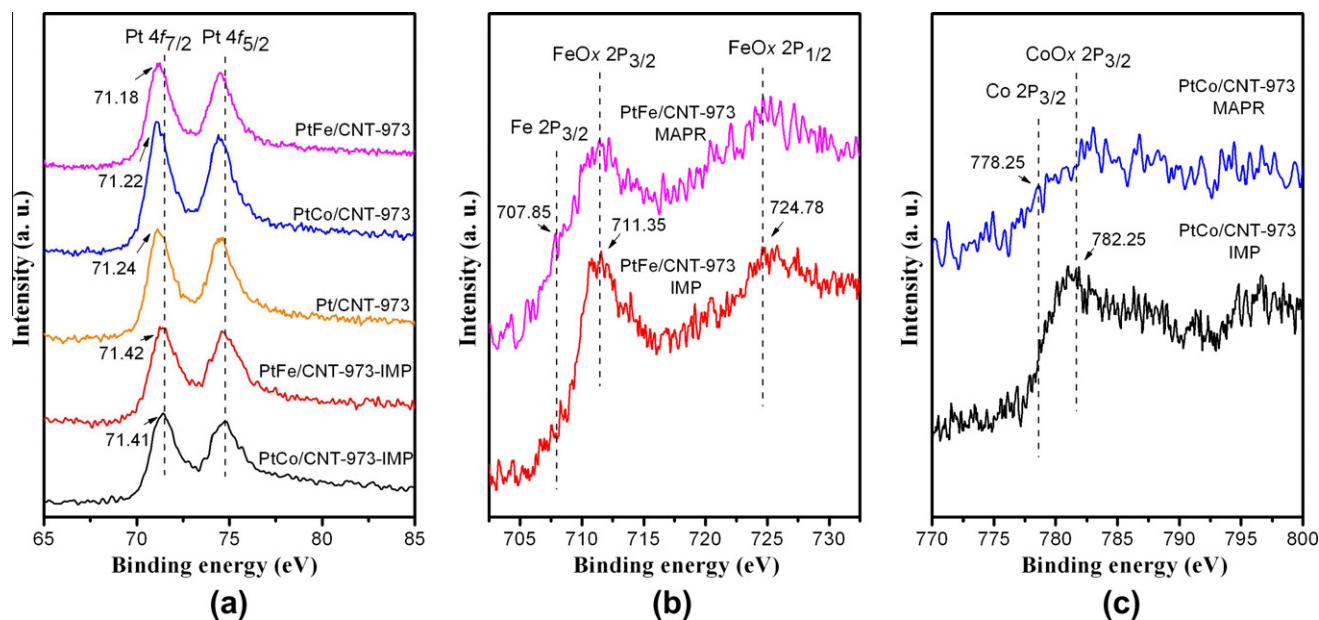 Pt 4f7/2 Pt 4f5/2
71.18
PtFe/CNT-973
71.22
PtCo/CNT-973
71.24
Pt/CNT-973
71.42
PtFe/CNT-973-IMP
71.41
PtCo/CNT-973-IMP
Intensity (a. u.)
65 70 75 80 85
Binding energy (eV)
(a)
FeOx 2P1/2
FeOx 2P3/2
Fe 2P3/2
PtFe/CNT-973
MAPR
707.85
711.35
724.78
PtFe/CNT-973
IMP
Intensity (a. u.)
705 710 715 720 725 730
Binding energy (eV)
(b)
CoOx 2P3/2
Co 2P3/2
PtCo/CNT-973
MAPR
778.25
782.25
PtCo/CNT-973
IMP
Intensity (a. u.)
770 775 780 785 790 795 800
Binding energy (eV)
(c)